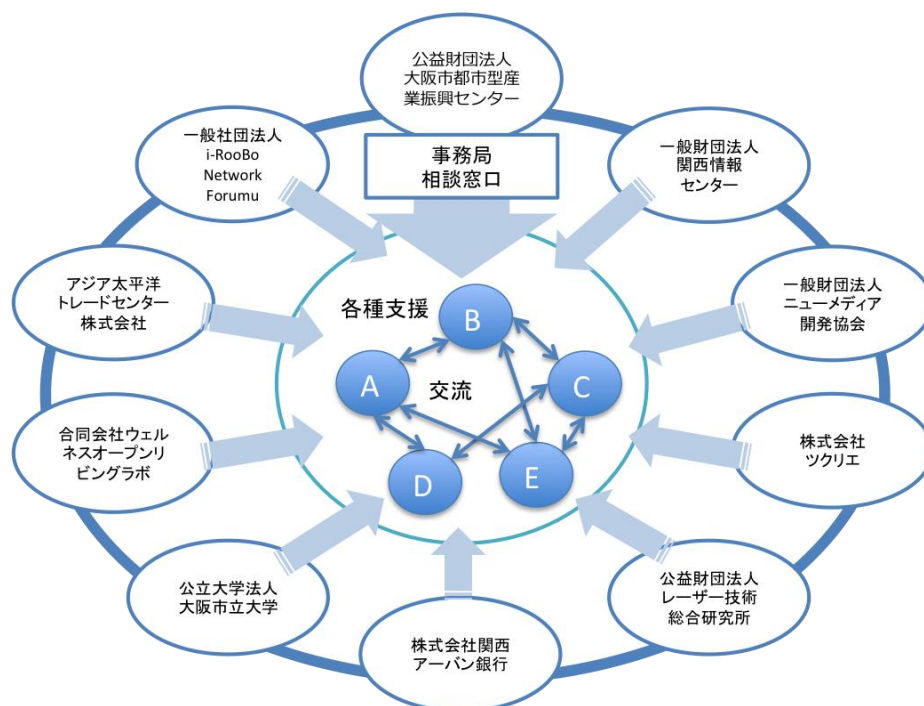 公益財団法人
大阪市都市型産
業振興センター
一般社団法人
i-RooBo
Network
Forumu
事務局
相談窓口
一般財団法人
関西情報
センター
アジア太平洋
トレードセンター
株式会社
各種支援
B
一般財団法人
ニューメディア
開発協会
A
交流
C
合同会社ウェル
ネスオープンリ
ビングラボ
D
E
株式会社
ツクリエ
公立大学法人
大阪市立大学
株式会社関西
アーバン銀行
公益財団法人
レーザー技術
総合研究所